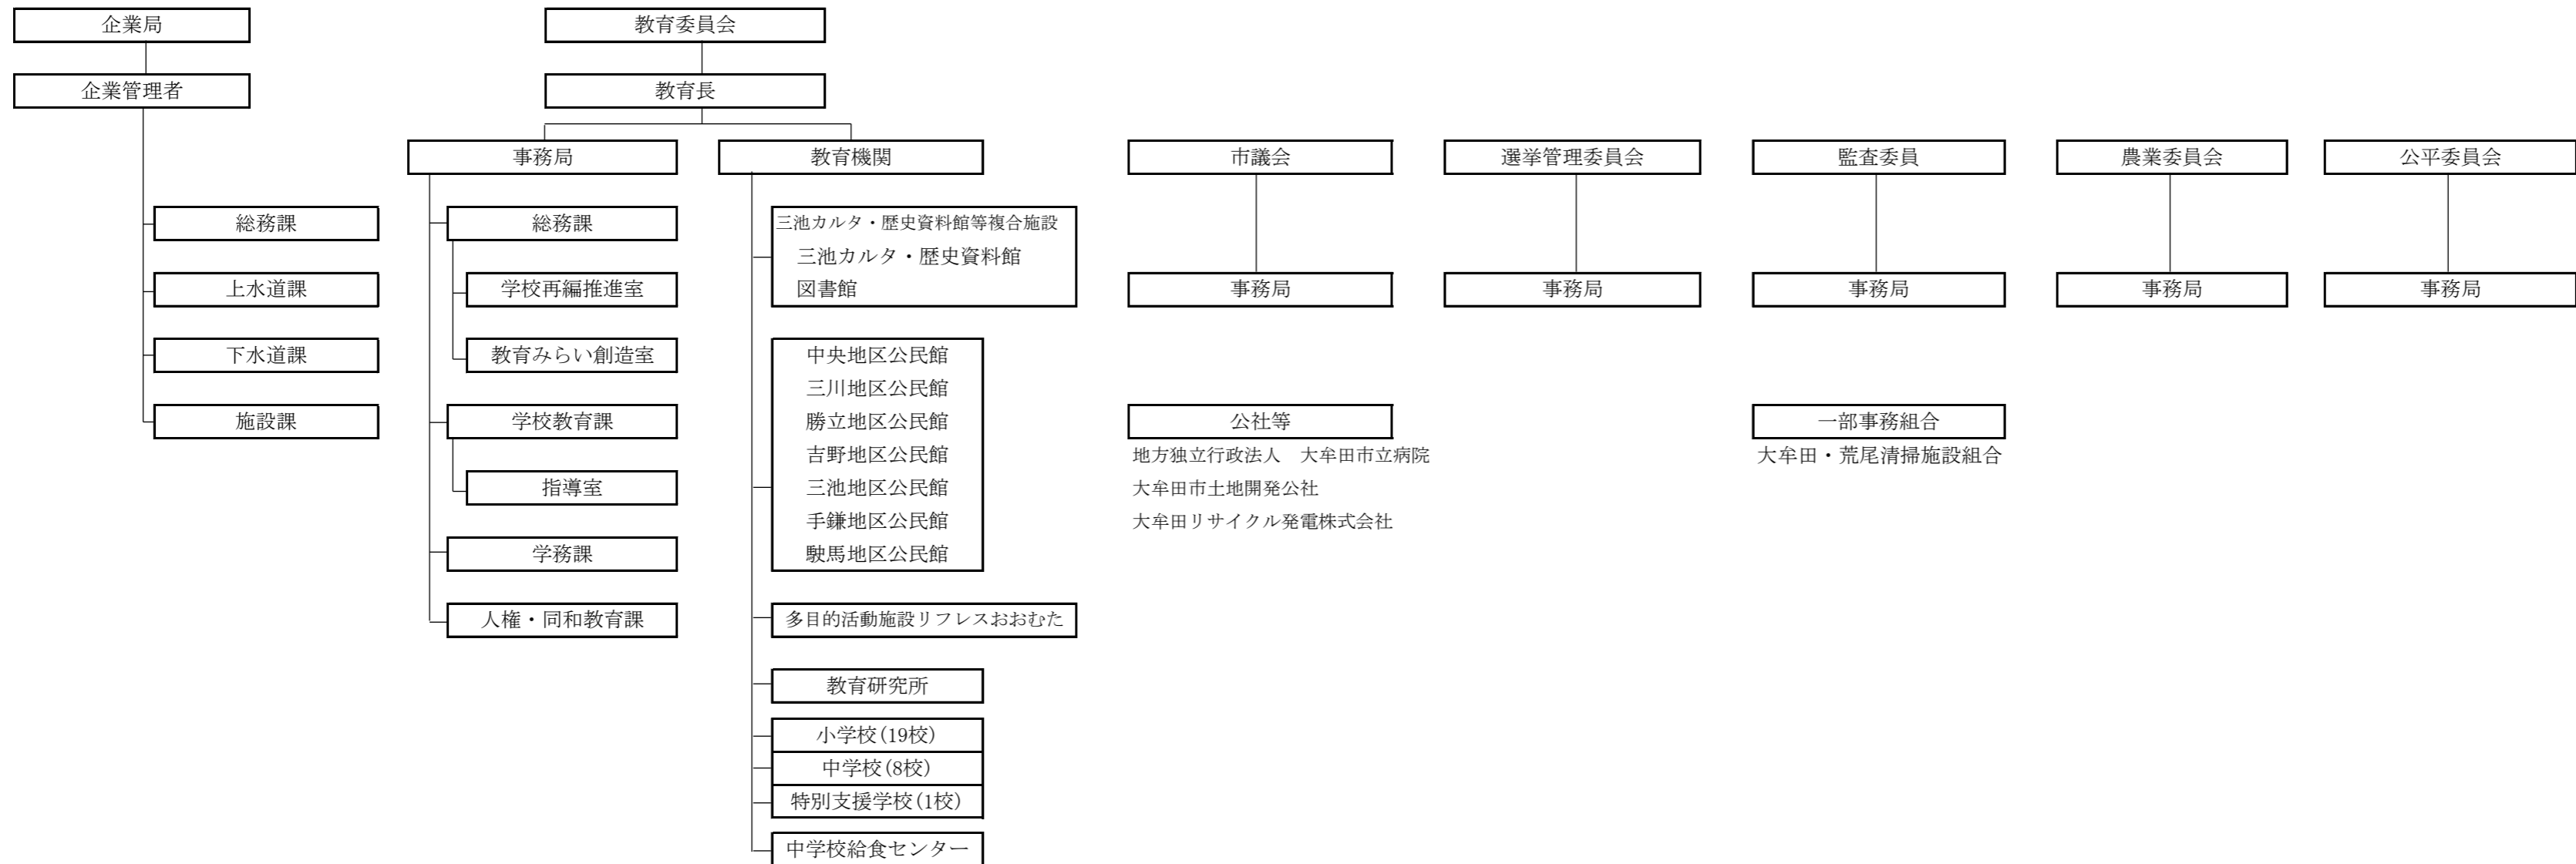 企業局
企業管理者
総務課
上水道課
下水道課
施設課
教育委員会
教育長
事務局
総務課
学校再編推進室
教育みらい創造室
学校教育課
指導室
学務課
人権・同和教育課
教育機関
三池カルタ・歴史資料館等複合施設
三池カルタ・歴史資料館
図書館
中央地区公民館
三川地区公民館
勝立地区公民館
吉野地区公民館
三池地区公民館
手鎌地区公民館
駛馬地区公民館
多目的活動施設リフレスおおむた
教育研究所
小学校(19校)
中学校(8校)
特別支援学校(1校)
中学校給食センター
市議会
事務局
選挙管理委員会
事務局
監査委員
事務局
農業委員会
事務局
公平委員会
事務局
公社等
地方独立行政法人　大牟田市立病院
大牟田市土地開発公社
大牟田リサイクル発電株式会社
一部事務組合
大牟田・荒尾清掃施設組合